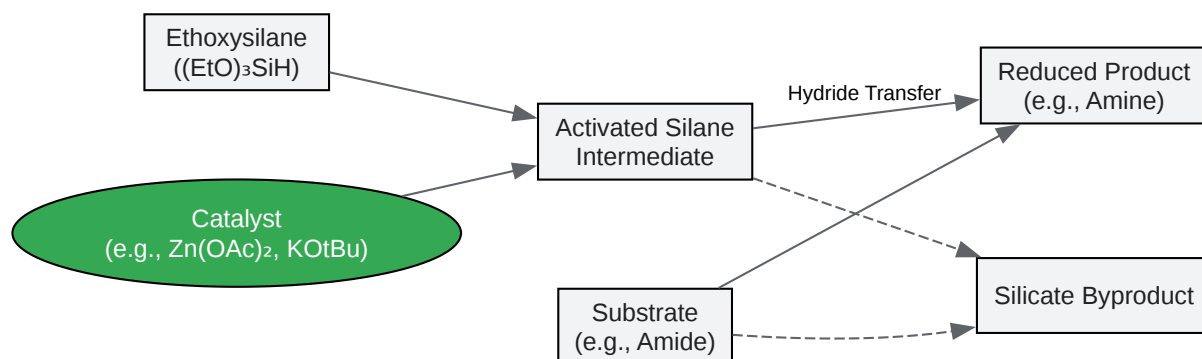 Ethoxysilane
((EtO)₃SiH)
Catalyst
(e.g., Zn(OAc)₂, KOtBu)
Activated Silane
Intermediate
Hydride Transfer
Reduced Product
(e.g., Amine)
Substrate
(e.g., Amide)
Silicate Byproduct